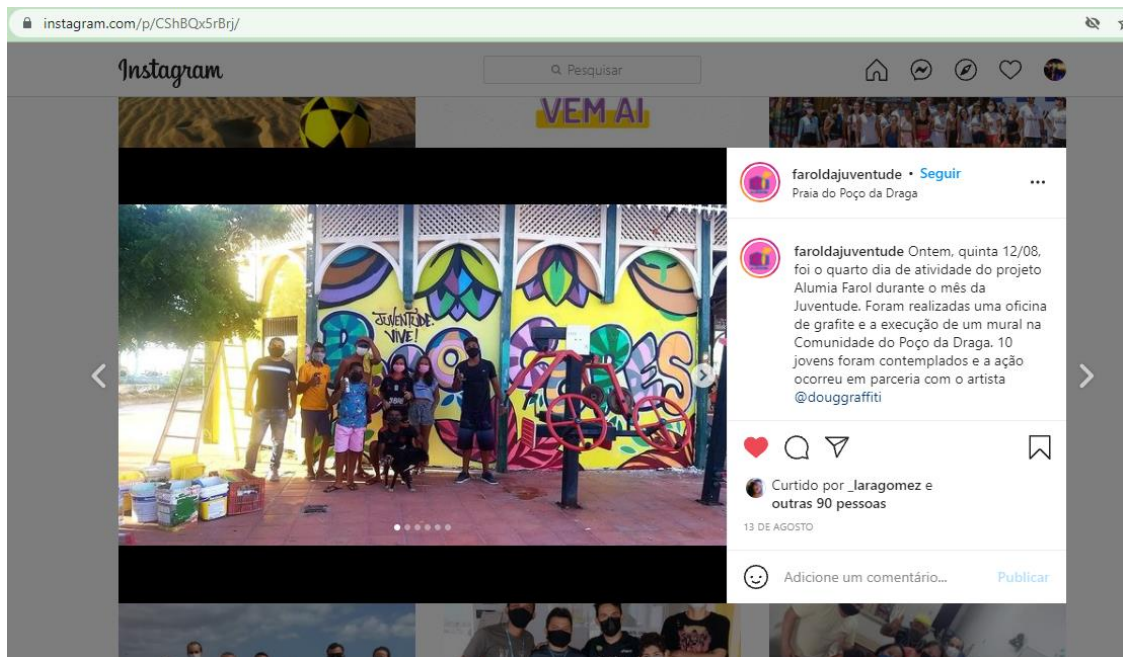 instagram.com/p/CShBQx5rBrj/
Instagram
Pesquisar
VEM AI
faroldajuventude • Seguir
Praia do Poço da Draga
faroldajuventude Ontem, quinta 12/08,
foi o quarto dia de atividade do projeto
Alumia Farol durante o mês da
Juventude. Foram realizadas uma oficina
de grafite e a execução de um mural na
Comunidade do Poço da Draga. 10
jovens foram contemplados e a ação
ocorreu em parceria com o artista
@douggraffiti
JUVENTUDE
VIVE!
Curtido por _laragomez e
outras 90 pessoas
13 DE AGOSTO
Adicione um comentário...
Publicar